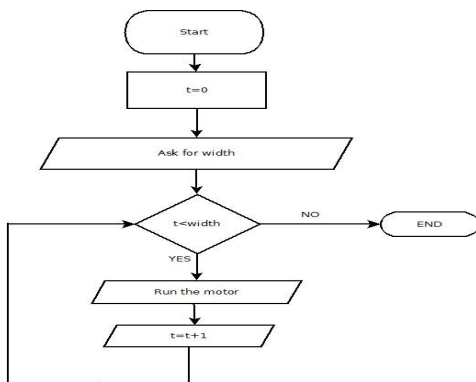 Start
t=0
Ask for width
t<width
NO
END
YES
Run the motor
t=t+1